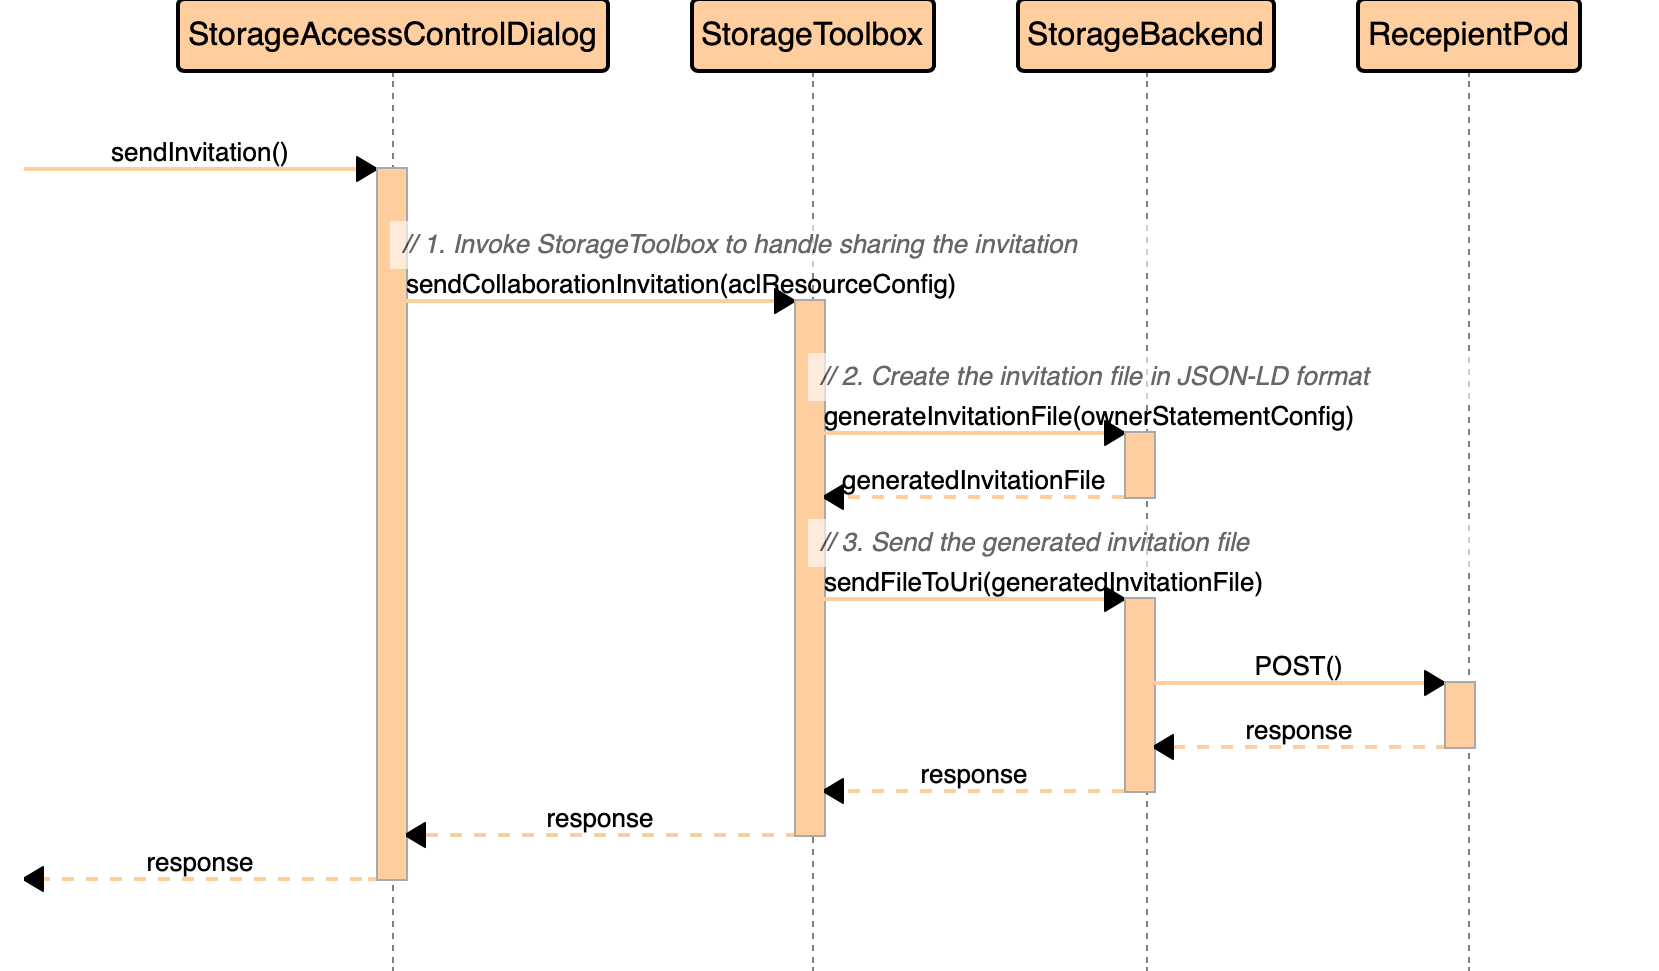 StorageAccessControlDialog
StorageToolbox
StorageBackend
RecepientPod
sendInvitation()
// 1. Invoke StorageToolbox to handle sharing the invitation
sendCollaborationInvitation(aclResourceConfig)
// 2. Create the invitation file in JSON-LD format
generateInvitationFile(ownerStatementConfig)
generatedInvitationFile
// 3. Send the generated invitation file
sendFileToUri(generatedInvitationFile)
POST()
response
response
response
response